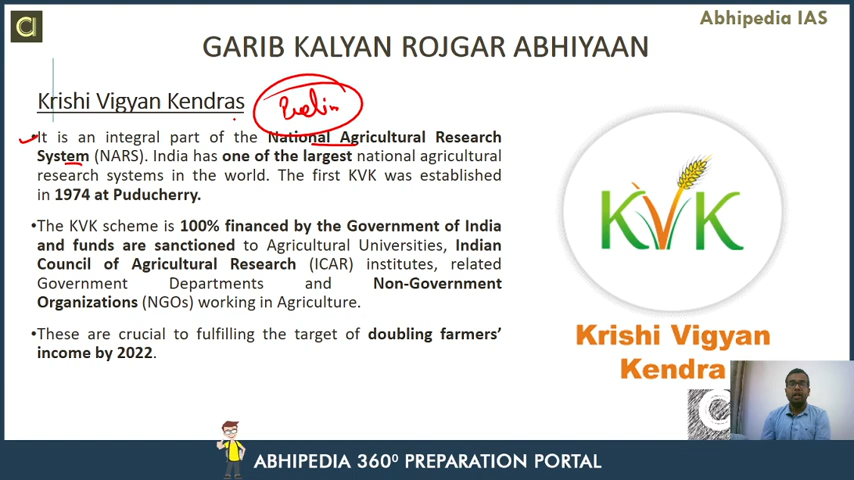 Abhipedia IAS
GARIB KALYAN ROJGAR ABHIYAAN
Krishi Vigyan Kendras
Prelim
•It is an integral part of the National Agricultural Research
System (NARS). India has one of the largest national agricultural
research systems in the world. The first KVK was established
in 1974 at Puducherry.
•The KVK scheme is 100% financed by the Government of India
and funds are sanctioned to Agricultural Universities, Indian
Council of Agricultural Research (ICAR) institutes, related
Government Departments and Non-Government
Organizations (NGOs) working in Agriculture.
•These are crucial to fulfilling the target of doubling farmers’
income by 2022.
KVK
Krishi Vigyan
Kendra
ABHIPEDIA 360⁰ PREPARATION PORTAL